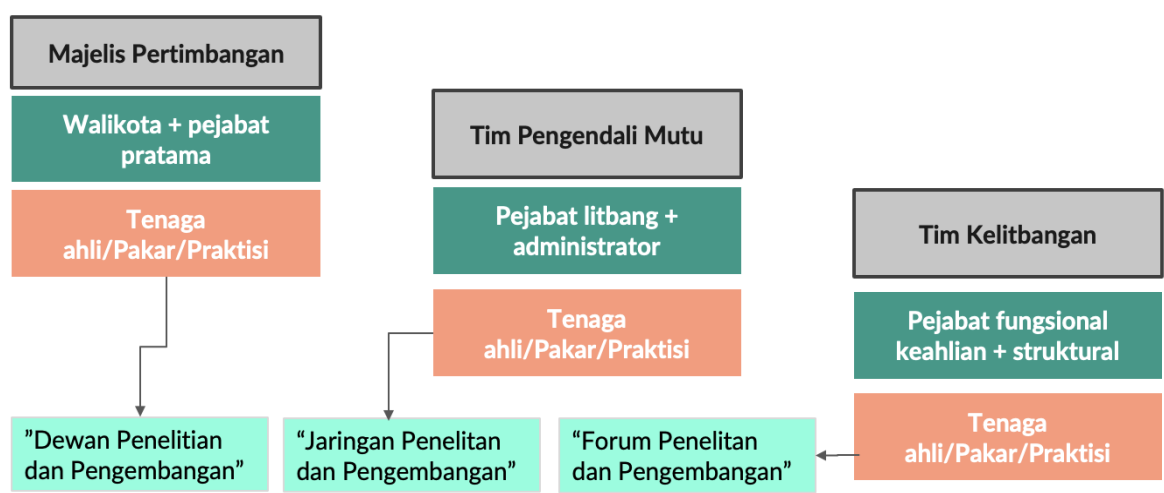 Majelis Pertimbangan
Walikota + pejabat
pratama
Tenaga
ahli/Pakar/Praktisi
Tim Pengendali Mutu
Pejabat litbang +
administrator
Tenaga
ahli/Pakar/Praktisi
Tim Kelitbangan
Pejabat fungsional
keahlian + struktural
Tenaga
ahli/Pakar/Praktisi
”Dewan Penelitian
dan Pengembangan”
“Jaringan Penelitan
dan Pengembangan”
“Forum Penelitan
dan Pengembangan”